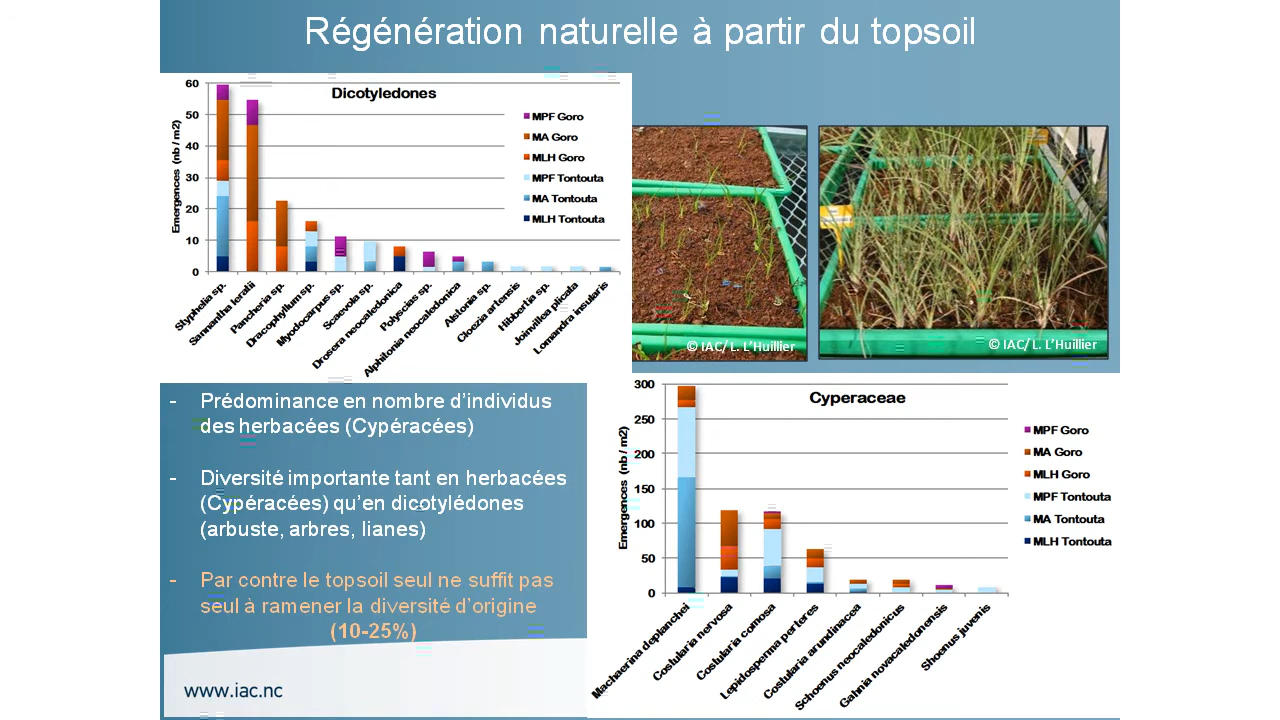 Régénération naturelle à partir du topsoil
Dicotyledones
Emergences (nb / m2)
60
50
40
30
20
10
0
MPF Goro
MA Goro
MLH Goro
MPF Tontouta
MA Tontouta
MLH Tontouta
Styphelia sp.
Sannantha leratii
Pancheria sp.
Dracophyllum sp.
Myodocarpus sp.
Scaevola sp.
Drosera neocaledonica
Polyscias sp.
Alphitonia neocaledonica
Alstonia sp.
Cloezia artensis
Hibbertia sp.
Joinvillea plicata
Lomandra insularis
© IAC/ L. L'Huillier
© IAC/ L. L'Huillier
- Prédominance en nombre d'individus
des herbacées (Cypéracées)
- Diversité importante tant en herbacées
(Cypéracées) qu'en dicotylédones
(arbuste, arbres, lianes)
- Par contre le topsoil seul ne suffit pas
seul à ramener la diversité d'origine
(10-25%)
www.iac.nc
Cyperaceae
Emergences (nb / m2)
300
250
200
150
100
50
0
MPF Goro
MA Goro
MLH Goro
MPF Tontouta
MA Tontouta
MLH Tontouta
Machaerina deplanchei
Costularia nervosa
Costularia comosa
Lepidosperma perteres
Costularia arundinacea
Schoenus neocaledonicus
Gahnia novacaledonensis
Shoenus juvenis